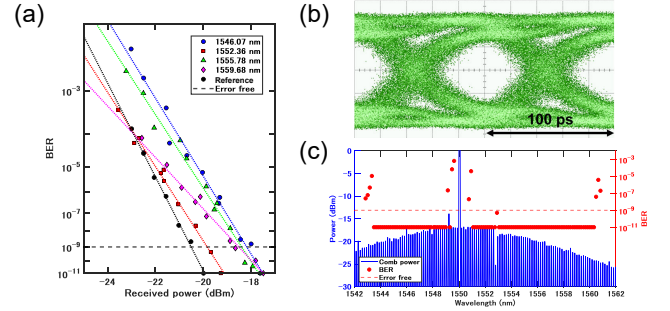 (a)
1546.07 nm
1552.36 nm
1555.78 nm
1559.68 nm
Reference
Error free
BER
10-3
10-5
10-7
10-9
10-11
-24 -22 -20 -18
Received power (dBm)
(b)
100 ps
(c)
Power (dBm)
0
-5
-10
-15
-20
-25
-30
10-3
10-5
10-7
10-9
10-11
BER
Comb power
BER
Error free
1542 1544 1546 1548 1550 1552 1554 1556 1558 1560 1562
Wavelength (nm)